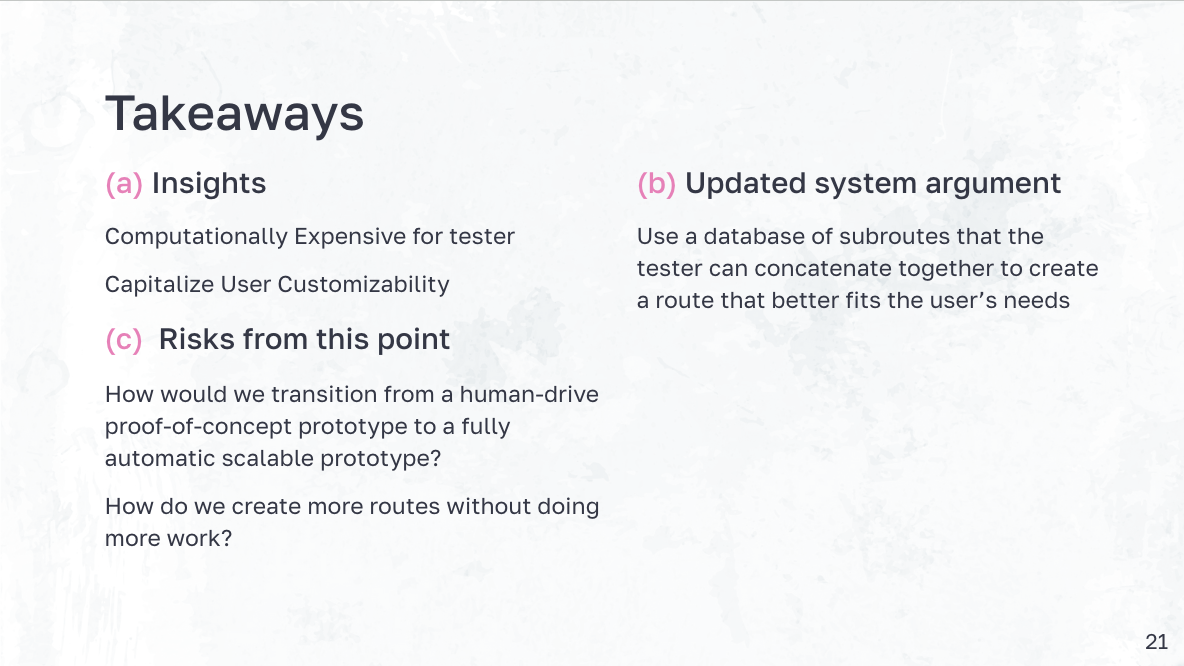 Takeaways
(a) Insights
Computationally Expensive for tester
Capitalize User Customizability
(c) Risks from this point
How would we transition from a human-drive
proof-of-concept prototype to a fully
automatic scalable prototype?
How do we create more routes without doing
more work?
(b) Updated system argument
Use a database of subroutes that the
tester can concatenate together to create
a route that better fits the user’s needs
21